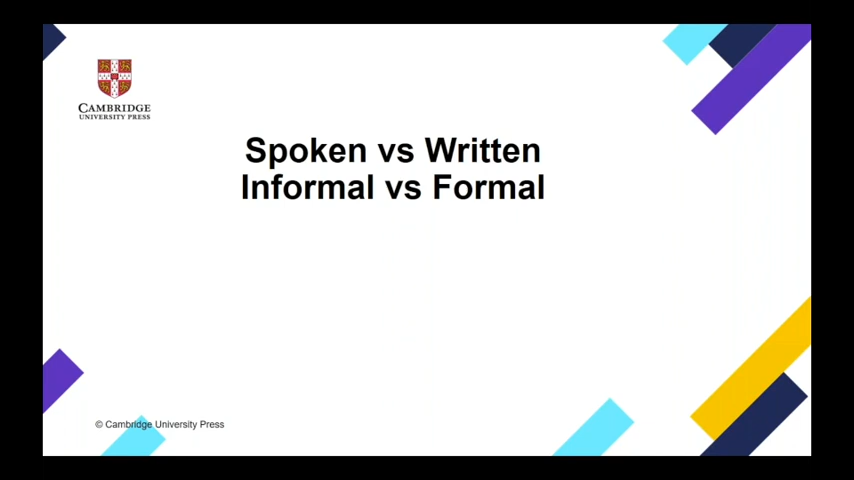 CAMBRIDGE
UNIVERSITY PRESS
Spoken vs Written
Informal vs Formal
© Cambridge University Press